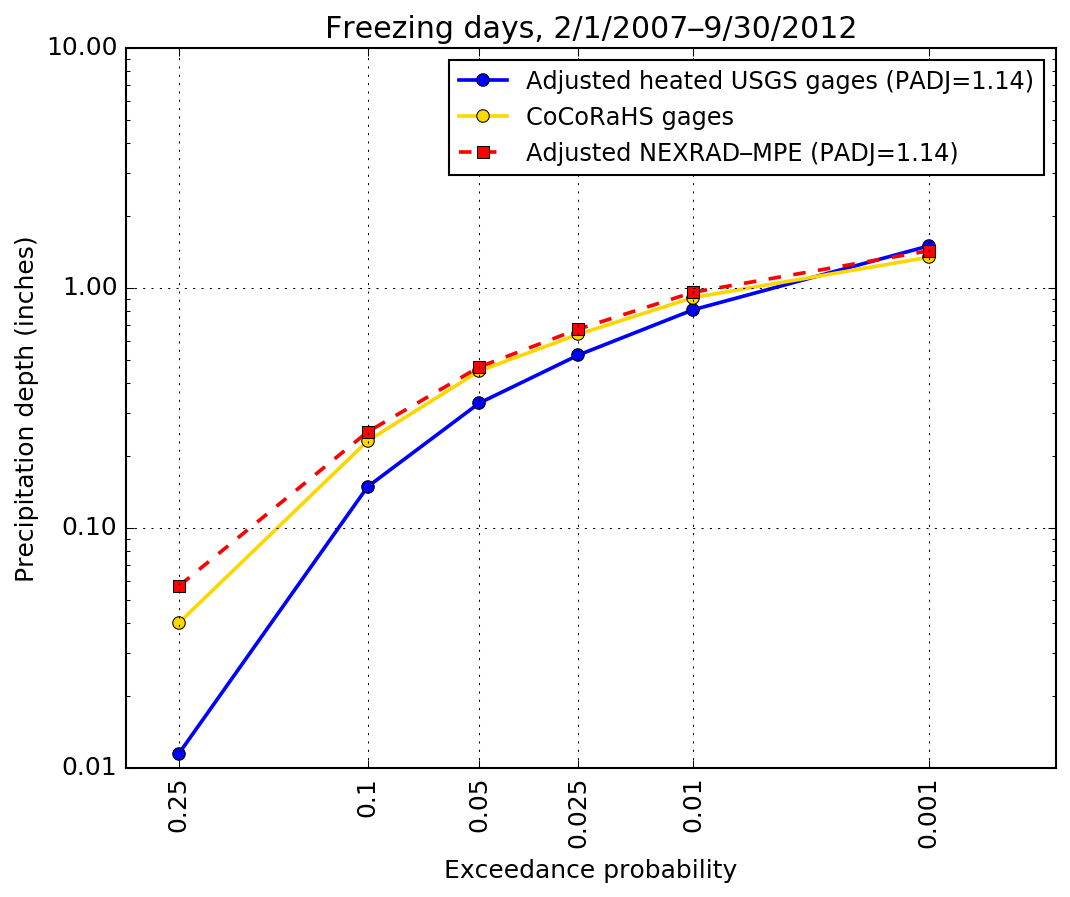 Freezing days, 2/1/2007–9/30/2012
10.00
1.00
0.10
0.01
Precipitation depth (inches)
Adjusted heated USGS gages (PADJ=1.14)
CoCoRaHS gages
Adjusted NEXRAD–MPE (PADJ=1.14)
0.25
0.1
0.05
0.025
0.01
0.001
Exceedance probability